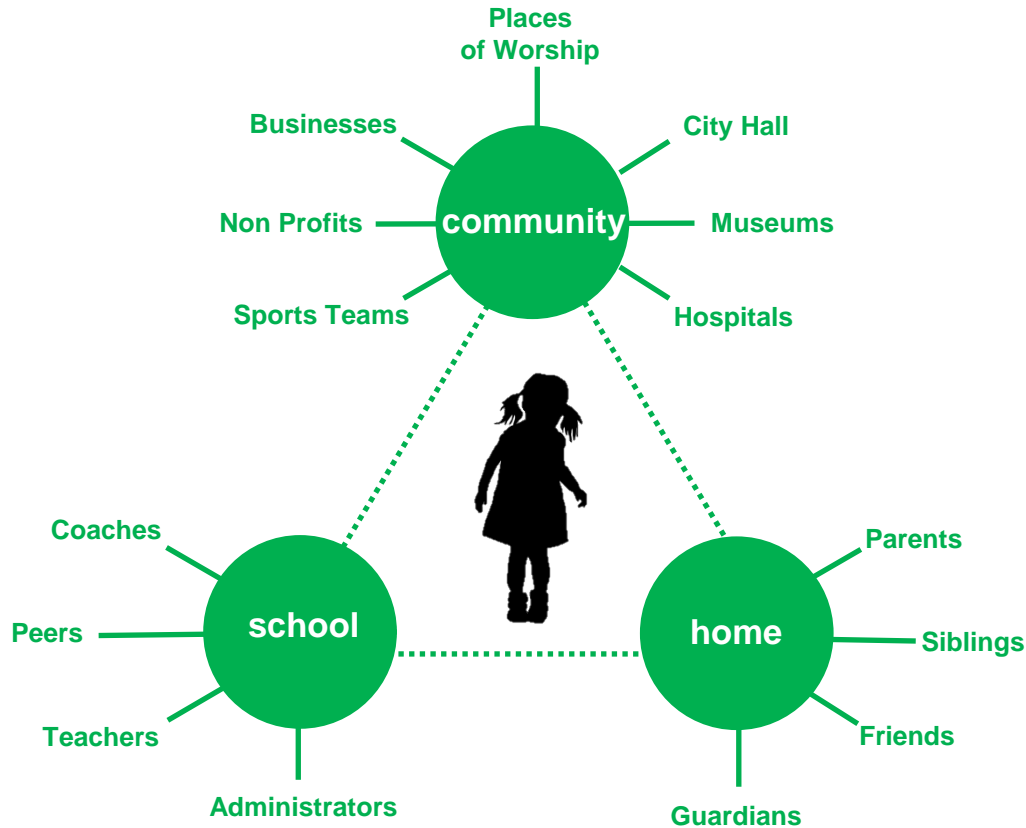 Places
of Worship
Businesses
City Hall
community
Non Profits
Museums
Sports Teams
Hospitals
Coaches
Parents
school
home
Peers
Siblings
Teachers
Friends
Administrators
Guardians